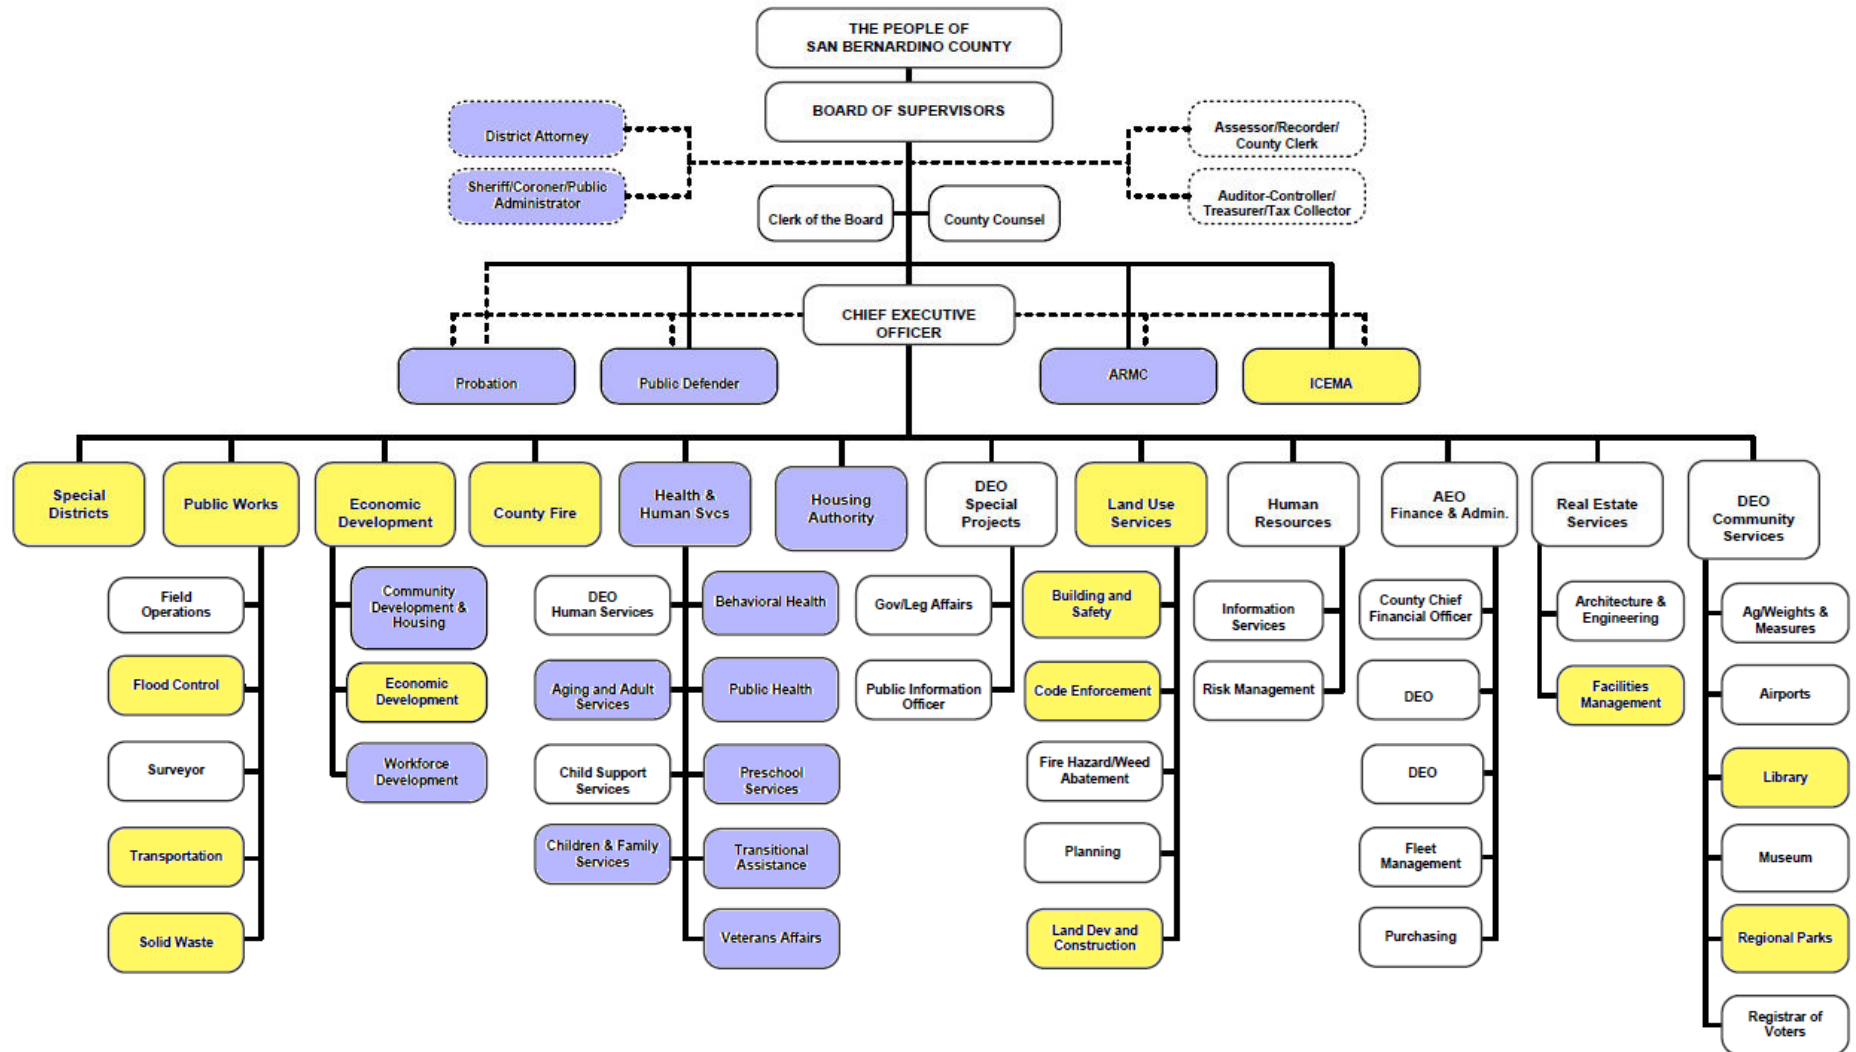 THE PEOPLE OF
SAN BERNARDINO COUNTY
BOARD OF SUPERVISORS
District Attorney
Sheriff/Coroner/Public
Administrator
Assessor/Recorder/
County Clerk
Auditor-Controller/
Treasurer/Tax Collector
Clerk of the Board
County Counsel
CHIEF EXECUTIVE
OFFICER
Probation
Public Defender
ARMC
ICEMA
Special
Districts
Public Works
Economic
Development
County Fire
Health &
Human Svcs
Housing
Authority
DEO
Special
Projects
Land Use
Services
Human
Resources
AEO
Finance & Admin.
Real Estate
Services
DEO
Community
Services
Field
Operations
Flood Control
Surveyor
Transportation
Solid Waste
Community
Development &
Housing
Economic
Development
Workforce
Development
DEO
Human Services
Aging and Adult
Services
Child Support
Services
Children & Family
Services
Behavioral Health
Public Health
Preschool
Services
Transitional
Assistance
Veterans Affairs
Gov/Leg Affairs
Public Information
Officer
Building and
Safety
Code Enforcement
Fire Hazard/Weed
Abatement
Planning
Land Dev and
Construction
Information
Services
Risk Management
County Chief
Financial Officer
DEO
DEO
Fleet
Management
Purchasing
Architecture &
Engineering
Facilities
Management
Ag/Weights &
Measures
Airports
Library
Museum
Regional Parks
Registrar of
Voters